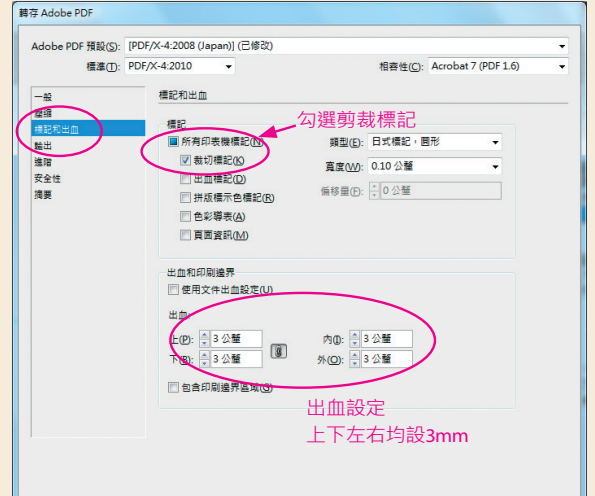 轉存 Adobe PDF
Adobe PDF 預設(S): [PDF/X-4:2008 (Japan)] (已修改)
標準(T): PDF/X-4:2010 相容性(C): Acrobat 7 (PDF 1.6)
一般
壓縮
標記和出血
輸出
進階
安全性
摘要
標記和出血
勾選剪裁標記
標記
所有印表機標記(N) 類型(E): 日式標記，圓形
裁切標記(K) 寬度(W): 0.10 公釐
出血標記(D) 偏移量(F): 0 公釐
拼版標示色標記(R)
色彩導表(A)
頁面資訊(M)
出血和印刷邊界
使用文件出血設定(U)
出血:
上(P): 3 公釐 內(I): 3 公釐
下(B): 3 公釐 外(O): 3 公釐
包含印刷邊界區域(G)
出血設定
上下左右均設3mm